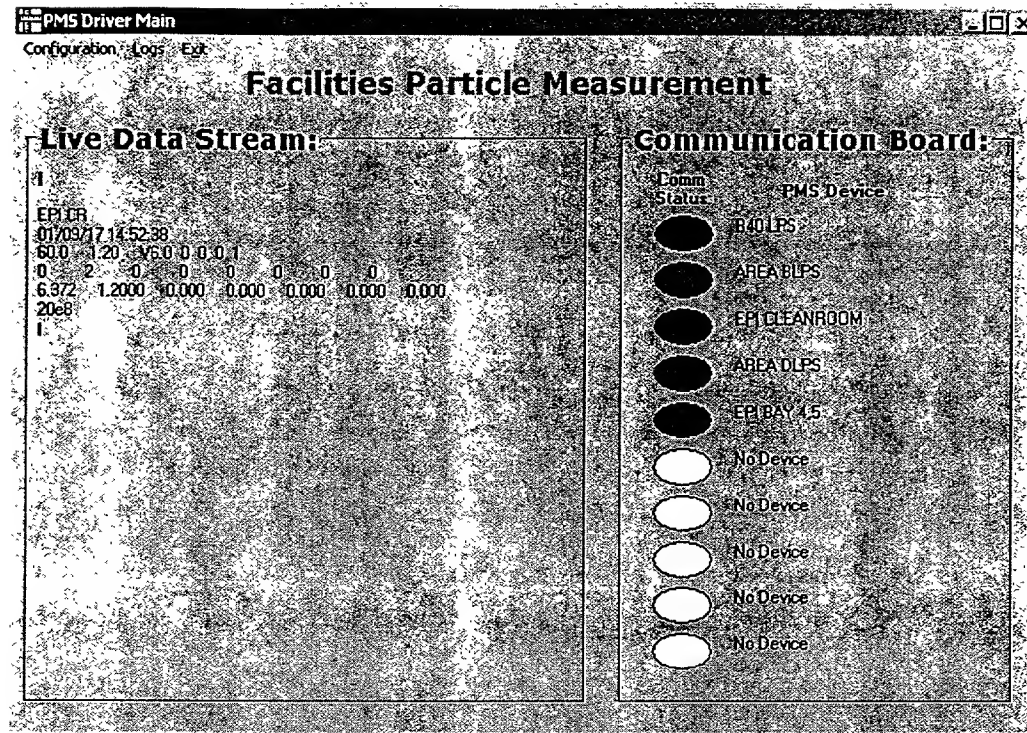 PMS Driver Main
Configuration Logs Exit
Facilities Particle Measurement
Live Data Stream:
EPI CR
01/09/17 14:52:38
60.0 1.20 V6.0 0 0 0 1
0 2 0 0 0 0 0
6.372 1.2000 0.000 0.000 0.000 0.000 0.000
20e8
Communication Board:
Comm Status PMS Device
B40 LPS
AREA B LPS
EPI CLEANROOM
AREA D LPS
EPI BAY 4,5
No Device
No Device
No Device
No Device
No Device